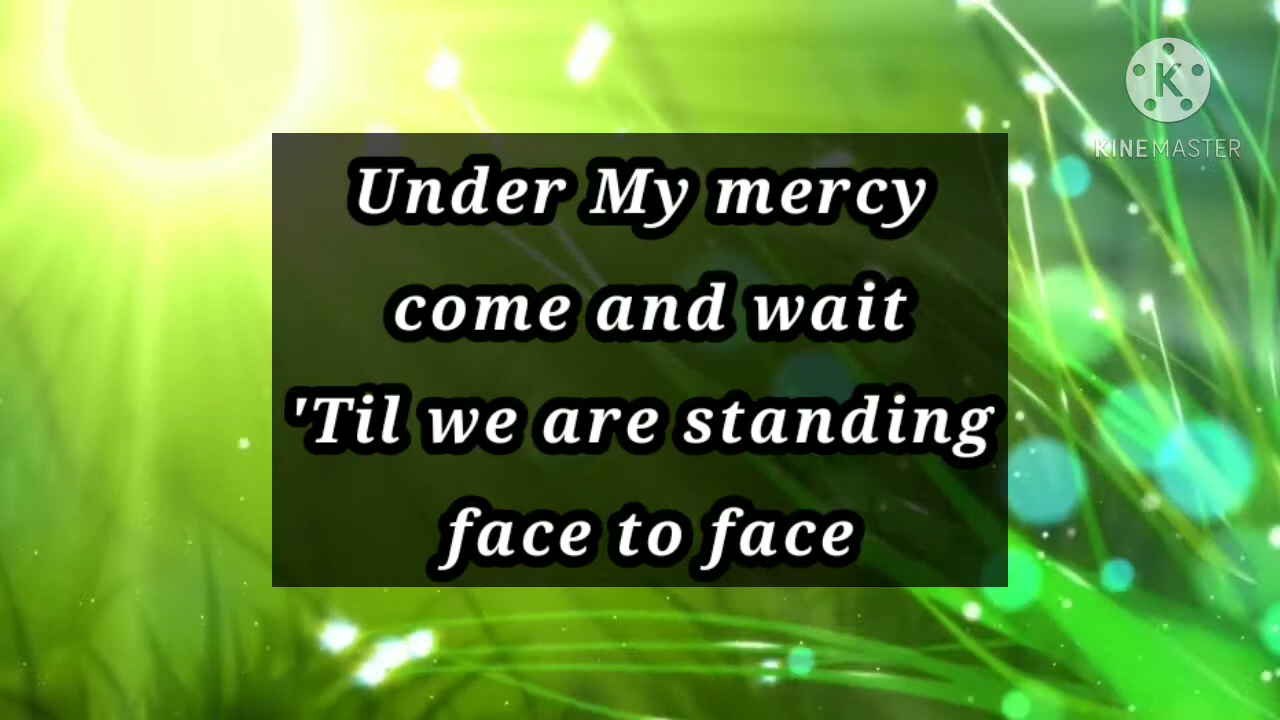 Under My mercy
come and wait
'Til we are standing
face to face
K
KINEMASTER